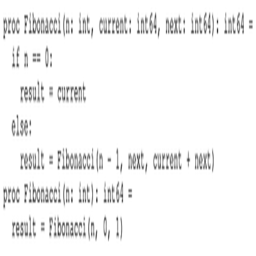 proc Fibonacci(n: int, current: int64, next: int64): int64 =
  if n == 0:
    result = current
  else:
    result = Fibonacci(n - 1, next, current + next)
proc Fibonacci(n: int): int64 =
  result = Fibonacci(n, 0, 1)